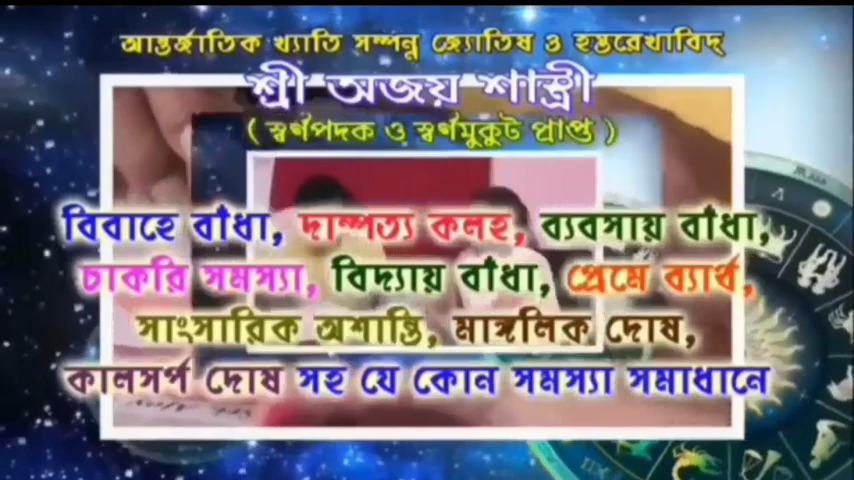 আন্তর্জাতিক খ্যাতি সম্পন্ন জ্যোতিষ ও হস্তরেখাবিদ্
শ্রী অজয় শাস্ত্রী
( স্বর্ণপদক ও স্বর্ণমুকুট প্রাপ্ত )
বিবাহে বাঁধা, দাম্পত্য কলহ, ব্যবসায় বাঁধা,
চাকরি সমস্যা, বিদ্যায় বাঁধা, প্রেমে ব্যার্থ,
সাংসারিক অশান্তি, মাঙ্গলিক দোষ,
কালসর্প দোষ সহ যে কোন সমস্যা সমাধানে